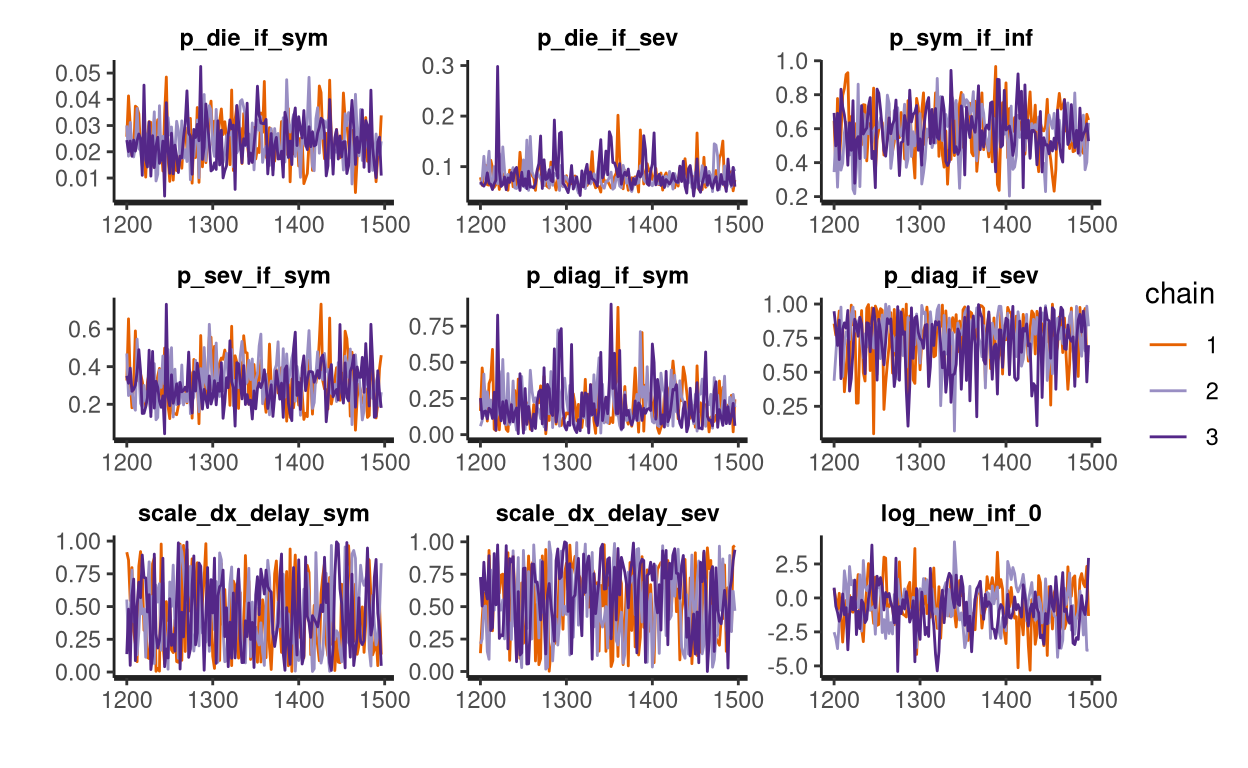 p_die_if_sym p_die_if_sev p_sym_if_inf
0.05 0.04 0.03 0.02 0.01
0.3 0.2 0.1
1.0 0.8 0.6 0.4 0.2
1200 1300 1400 1500 1200 1300 1400 1500 1200 1300 1400 1500
p_sev_if_sym p_diag_if_sym p_diag_if_sev
0.6 0.4 0.2
0.75 0.50 0.25 0.00
1.00 0.75 0.50 0.25
1200 1300 1400 1500 1200 1300 1400 1500 1200 1300 1400 1500
scale_dx_delay_sym scale_dx_delay_sev log_new_inf_0
1.00 0.75 0.50 0.25 0.00
1.00 0.75 0.50 0.25 0.00
2.5 0.0 -2.5 -5.0
1200 1300 1400 1500 1200 1300 1400 1500 1200 1300 1400 1500
chain
1
2
3